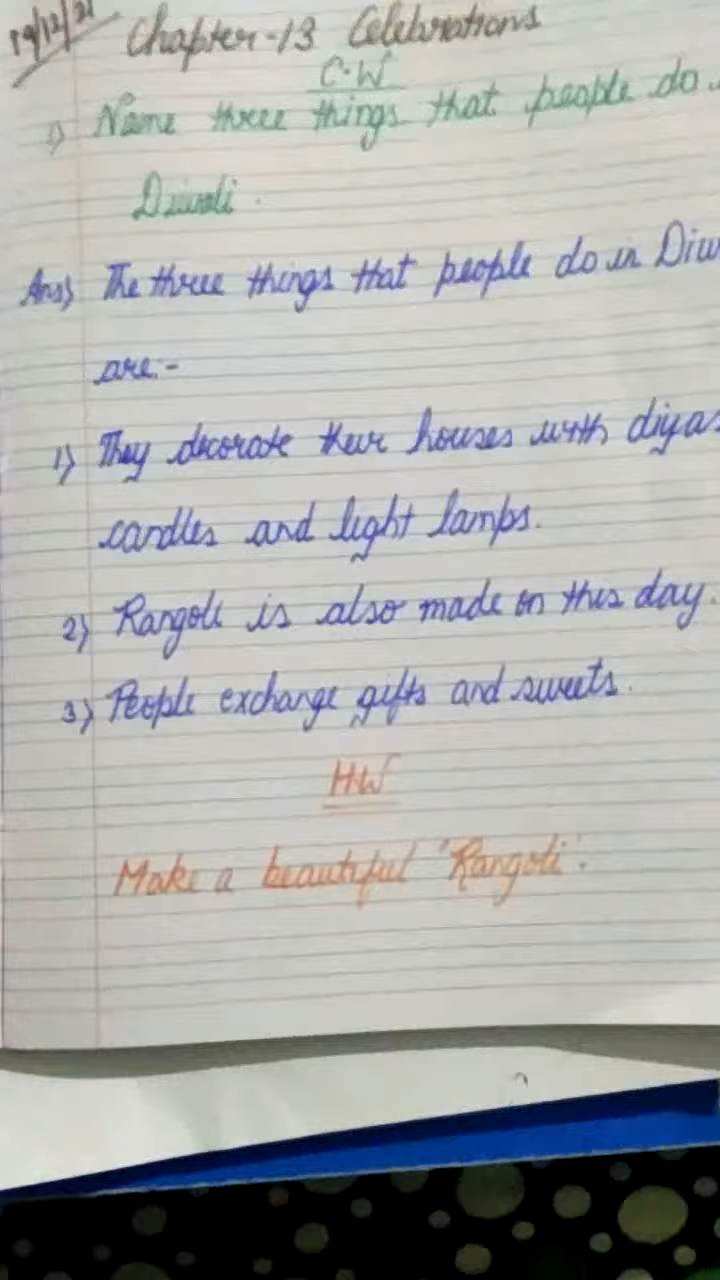 19/12/21 Chapter-13 Celebrations
C.W
1) Name three things that people do
Diwali.
Ans) The three things that people do in Diw
are:-
1) They decorate their houses with diyas
candles and light lamps.
2) Rangoli is also made on this day.
3) People exchange gifts and sweets.
H.W
Make a beautiful 'Rangoli'.